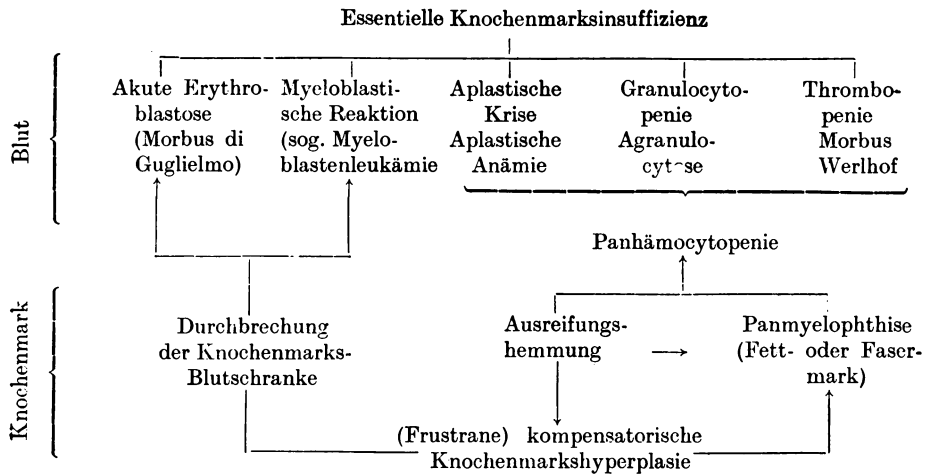 Essentielle Knochenmarksinsuffizienz
Blut
Akute Erythro-
blastose
(Morbus di
Guglielmo)
Myeloblasti-
sche Reaktion
(sog. Myelo-
blastenleukämie
Aplastische
Krise
Aplastische
Anämie
Granulocyto-
penie
Agranulo-
cytose
Thrombo-
penie
Morbus
Werlhof
Panhämocytopenie
Knochenmark
Durchbrechung
der Knochenmarks-
Blutschranke
Ausreifungs-
hemmung
Panmyelophthise
(Fett- oder Faser-
mark)
(Frustrane) kompensatorische
Knochenmarkshyperplasie